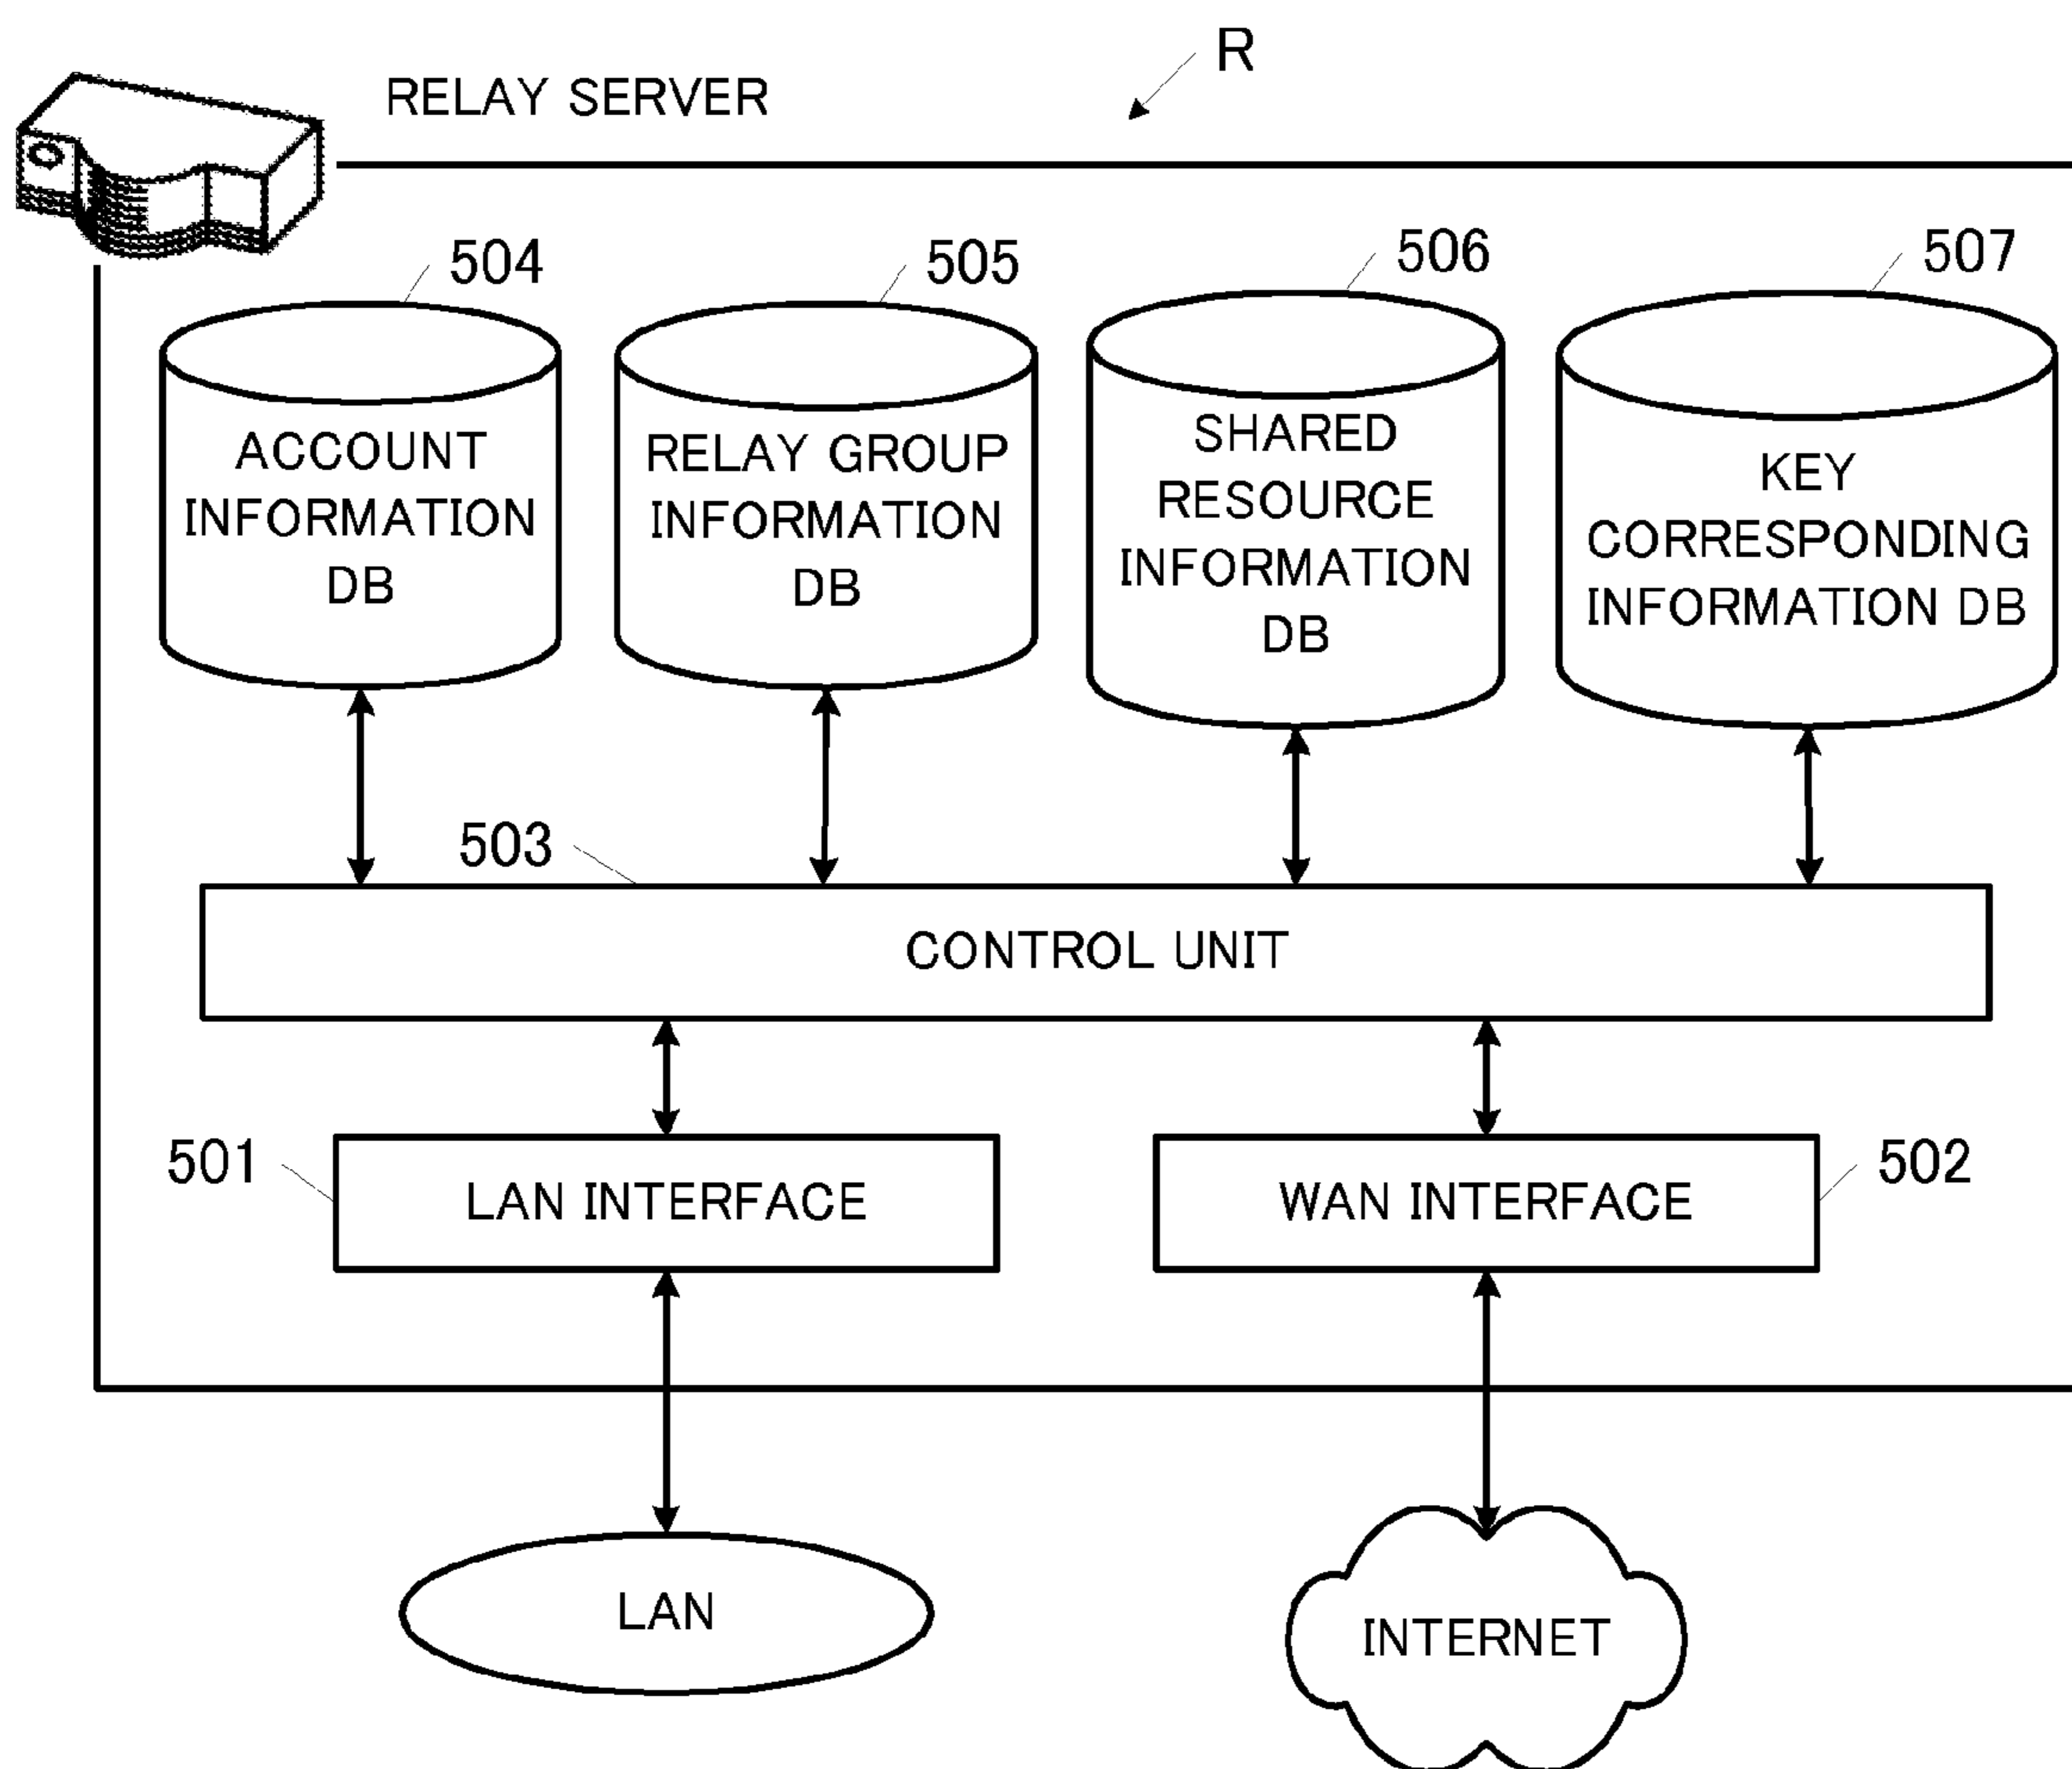 R
RELAY SERVER
504
505
506
507
ACCOUNT
INFORMATION
DB
RELAY GROUP
INFORMATION
DB
SHARED
RESOURCE
INFORMATION
DB
KEY
CORRESPONDING
INFORMATION DB
503
CONTROL UNIT
501
LAN INTERFACE
WAN INTERFACE
502
LAN
INTERNET